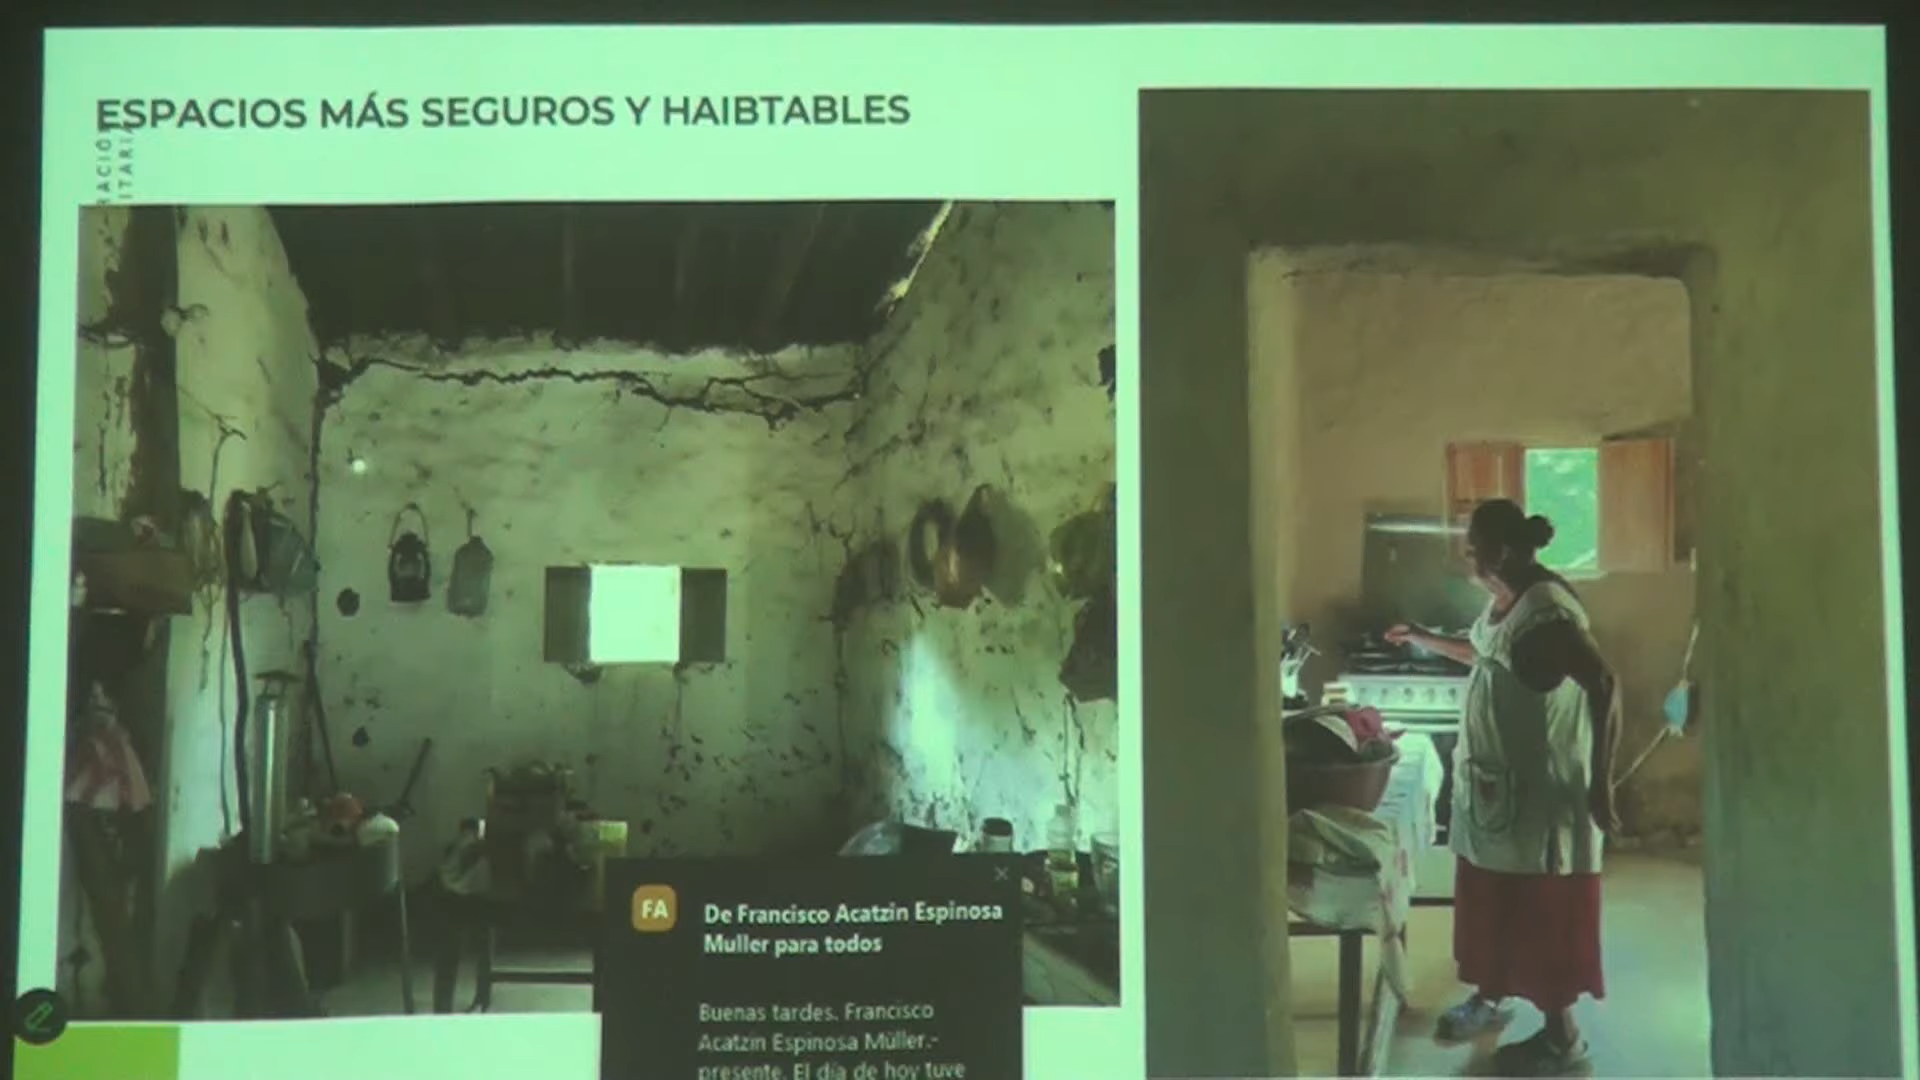 ESPACIOS MÁS SEGUROS Y HAIBTABLES
FA
De Francisco Acatzin Espinosa
Muller para todos
Buenas tardes. Francisco
Acatzin Espinosa Müller.-
presente. El día de hoy tuve